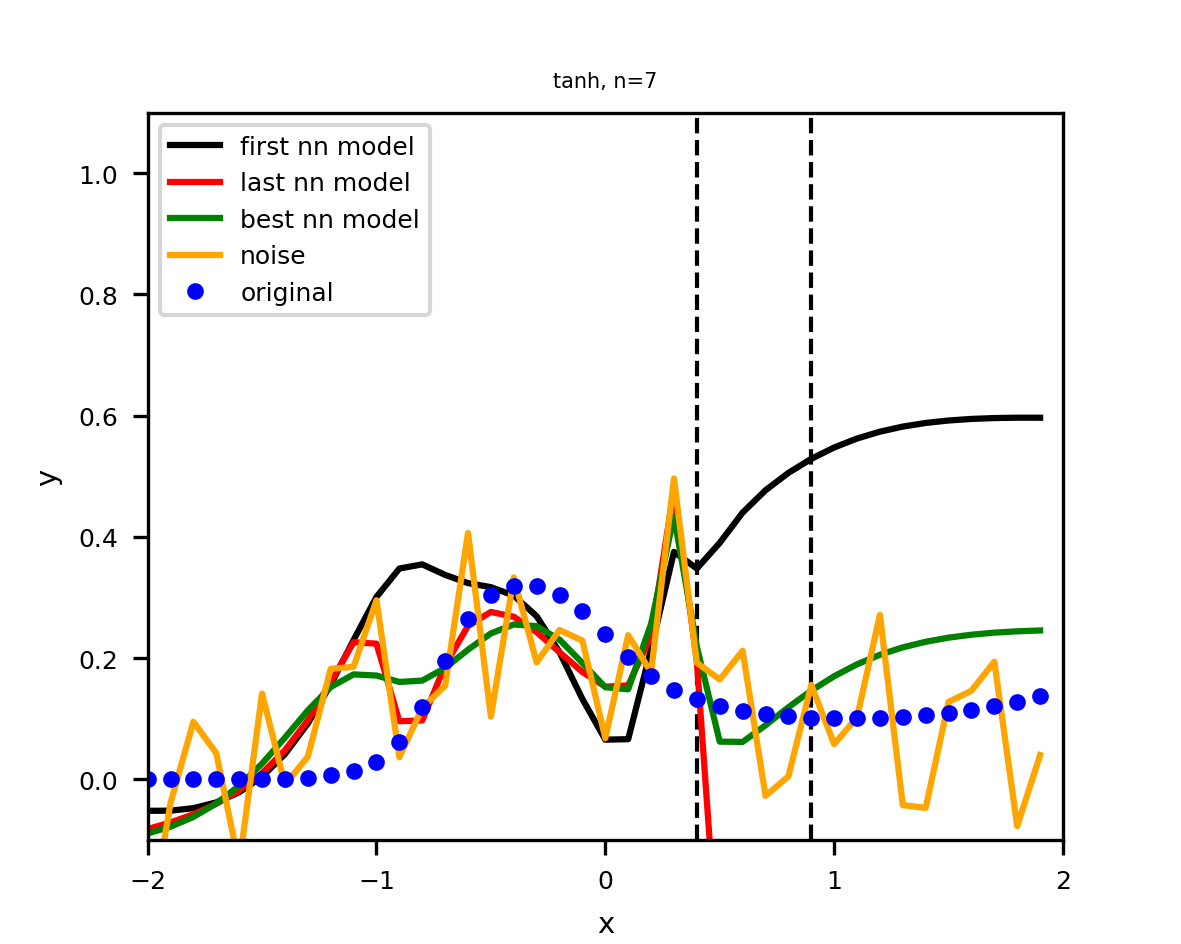 tanh, n=7
first nn model
last nn model
best nn model
noise
original
1.0
0.8
0.6
0.4
0.2
0.0
y
−2
−1
0
1
2
x